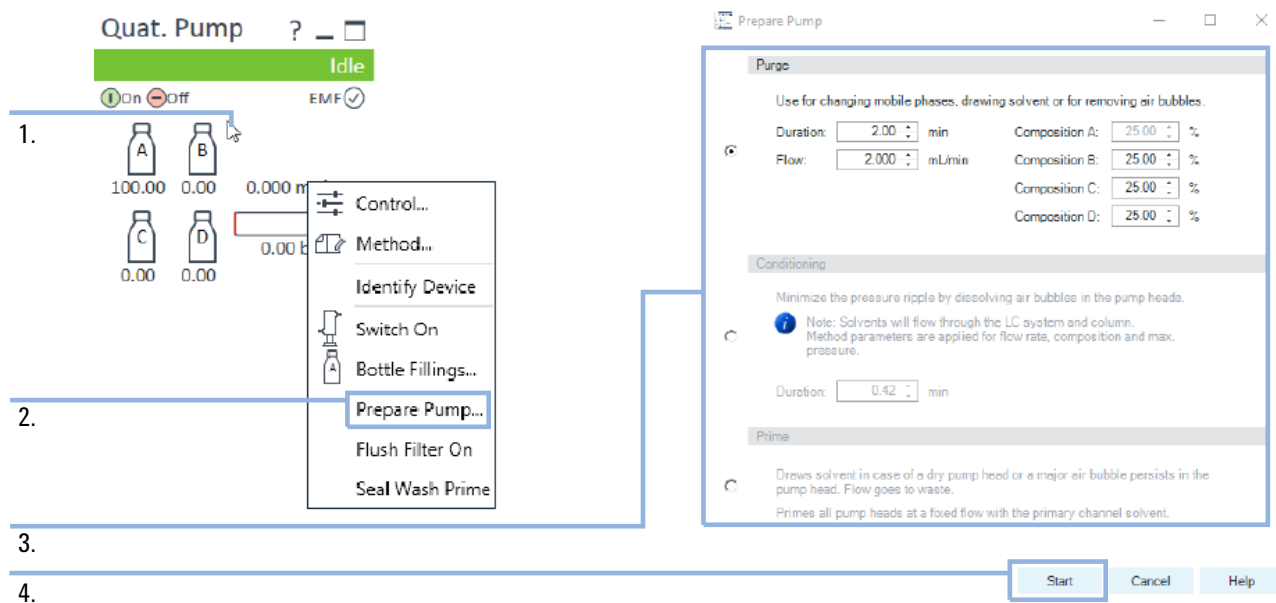 Quat. Pump ?
Idle
On Off EMF
1.
A B
100.00 0.00 0.000 m
C D
0.00 b
0.00 0.00
Control...
Method...
Identify Device
Switch On
A Bottle Fillings...
2.
Prepare Pump...
Flush Filter On
Seal Wash Prime
3.
4.
Prepare Pump
Purge
Use for changing mobile phases, drawing solvent or for removing air bubbles.
Duration: 2.00 min Composition A: 25.00 %
Flow: 2.000 mL/min Composition B: 25.00 %
Composition C: 25.00 %
Composition D: 25.00 %
Conditioning
Minimize the pressure ripple by dissolving air bubbles in the pump heads.
i Note: Solvents will flow through the LC system and column.
Method parameters are applied for flow rate, composition and max.
pressure.
Duration: 0.42 min
Prime
Draws solvent in case of a dry pump head or a major air bubble persists in the
pump head. Flow goes to waste.
Primes all pump heads at a fixed flow with the primary channel solvent.
Start Cancel Help